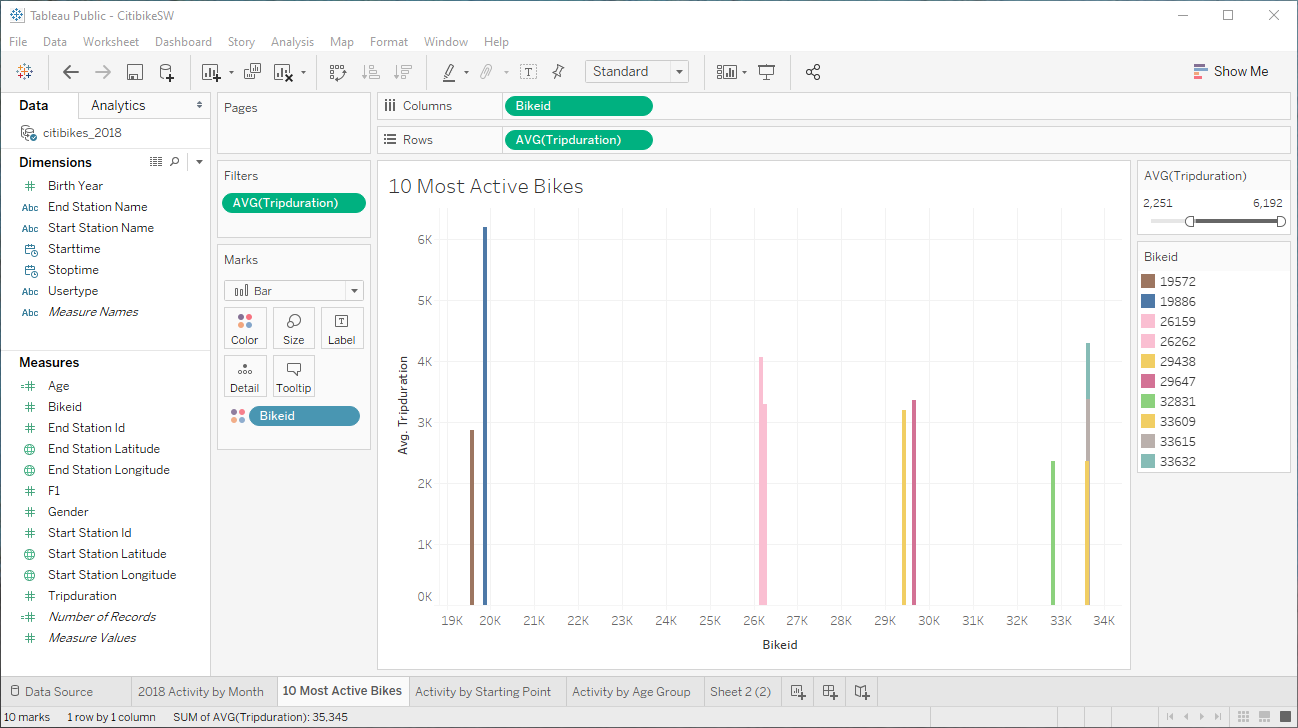 Tableau Public - CitibikeSW
File Data Worksheet Dashboard Story Analysis Map Format Window Help
Standard
Show Me
Data Analytics
citibikes_2018
Dimensions
Abc
Birth Year
Abc End Station Name
Abc Start Station Name
Starttime
Stoptime
Abc Usertype
Abc Measure Names
Measures
Age
Bikeid
End Station Id
End Station Latitude
End Station Longitude
F1
Gender
Start Station Id
Start Station Latitude
Start Station Longitude
Tripduration
Number of Records
Measure Values
Pages
Filters
AVG(Tripduration)
Marks
Bar
Color Size Label
Detail Tooltip
Bikeid
Columns Bikeid
Rows AVG(Tripduration)
10 Most Active Bikes
Avg. Tripduration
6K
5K
4K
3K
2K
1K
0K
19K 20K 21K 22K 23K 24K 25K 26K 27K 28K 29K 30K 31K 32K 33K 34K
Bikeid
AVG(Tripduration)
2,251 6,192
Bikeid
19572
19886
26159
26262
29438
29647
32831
33609
33615
33632
Data Source 2018 Activity by Month 10 Most Active Bikes Activity by Starting Point Activity by Age Group Sheet 2 (2)
10 marks 1 row by 1 column SUM of AVG(Tripduration): 35,345